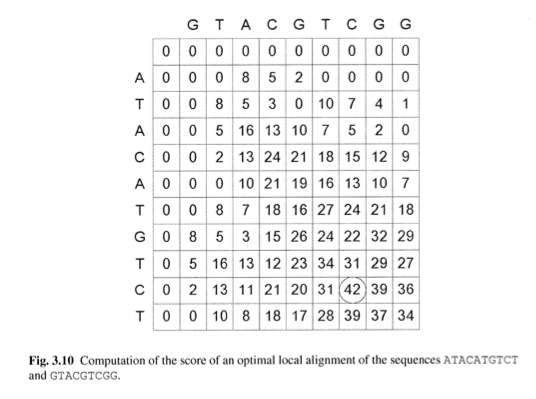 G T A C G T C G G
0 0 0 0 0 0 0 0 0 0
A 0 0 0 8 5 2 0 0 0 0
T 0 0 8 5 3 0 10 7 4 1
A 0 0 5 16 13 10 7 5 2 0
C 0 0 2 13 24 21 18 15 12 9
A 0 0 0 10 21 19 16 13 10 7
T 0 0 8 7 18 16 27 24 21 18
G 0 8 5 3 15 26 24 22 32 29
T 0 5 16 13 12 23 34 31 29 27
C 0 2 13 11 21 20 31 42 39 36
T 0 0 10 8 18 17 28 39 37 34
Fig. 3.10 Computation of the score of an optimal local alignment of the sequences ATACATGTCT
and GTACGTCGG.